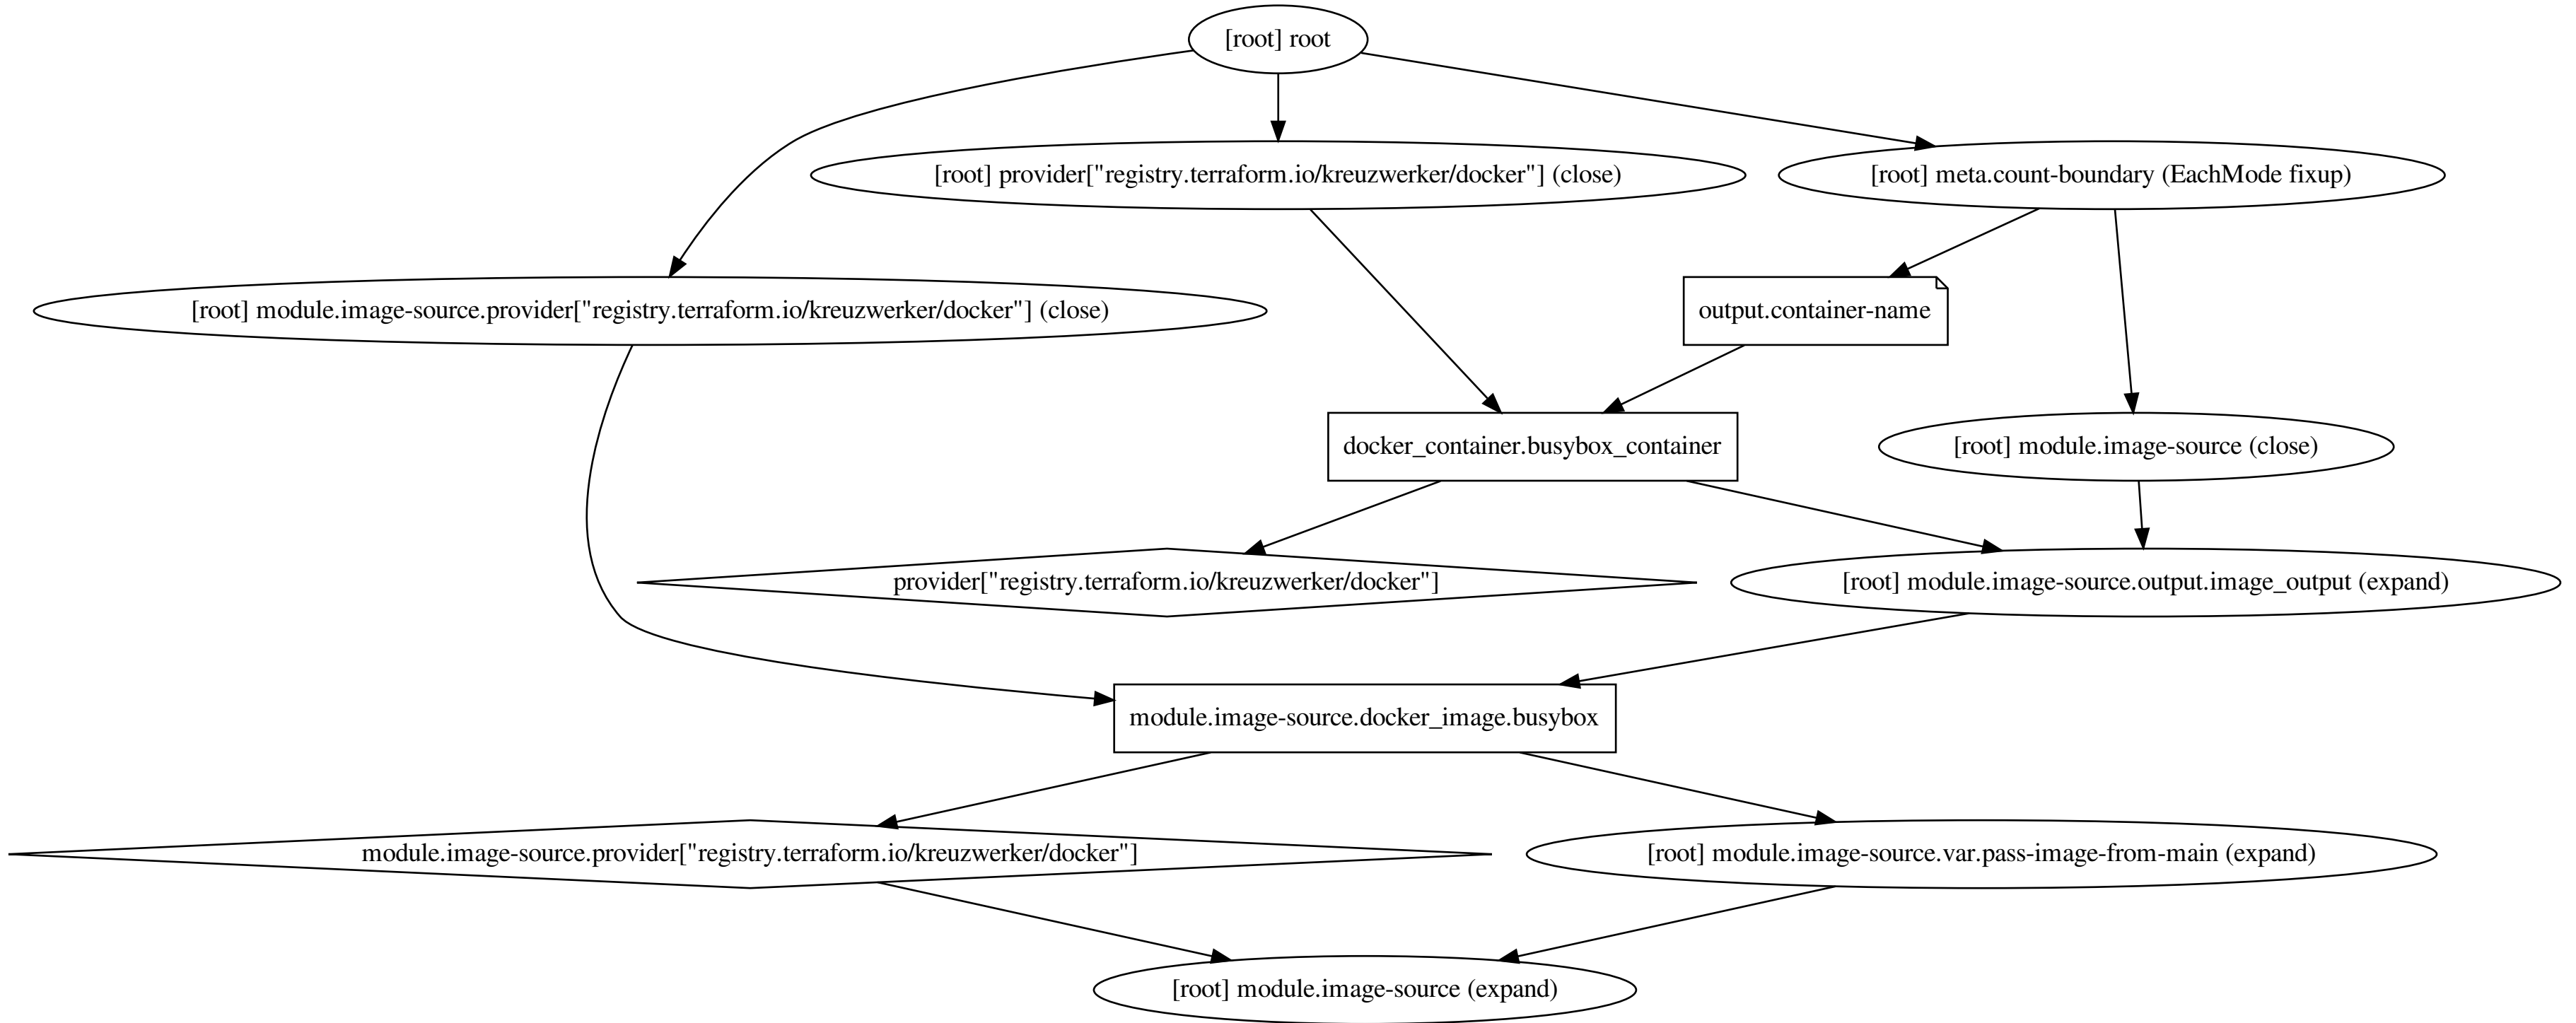 [root] root
[root] provider["registry.terraform.io/kreuzwerker/docker"] (close)
[root] meta.count-boundary (EachMode fixup)
[root] module.image-source.provider["registry.terraform.io/kreuzwerker/docker"] (close)
output.container-name
docker_container.busybox_container
[root] module.image-source (close)
provider["registry.terraform.io/kreuzwerker/docker"]
[root] module.image-source.output.image_output (expand)
module.image-source.docker_image.busybox
module.image-source.provider["registry.terraform.io/kreuzwerker/docker"]
[root] module.image-source.var.pass-image-from-main (expand)
[root] module.image-source (expand)